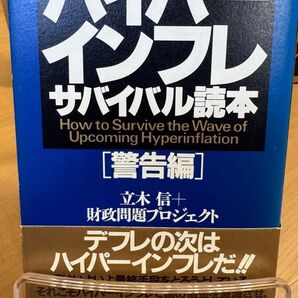 ハイパー
インフレ
サバイバル読本
How to Survive the Wave of
Upcoming Hyperinflation
[警告編]
立木 信+
財政問題プロジェクト
デフレの次は
ハイパーインフレだ!!